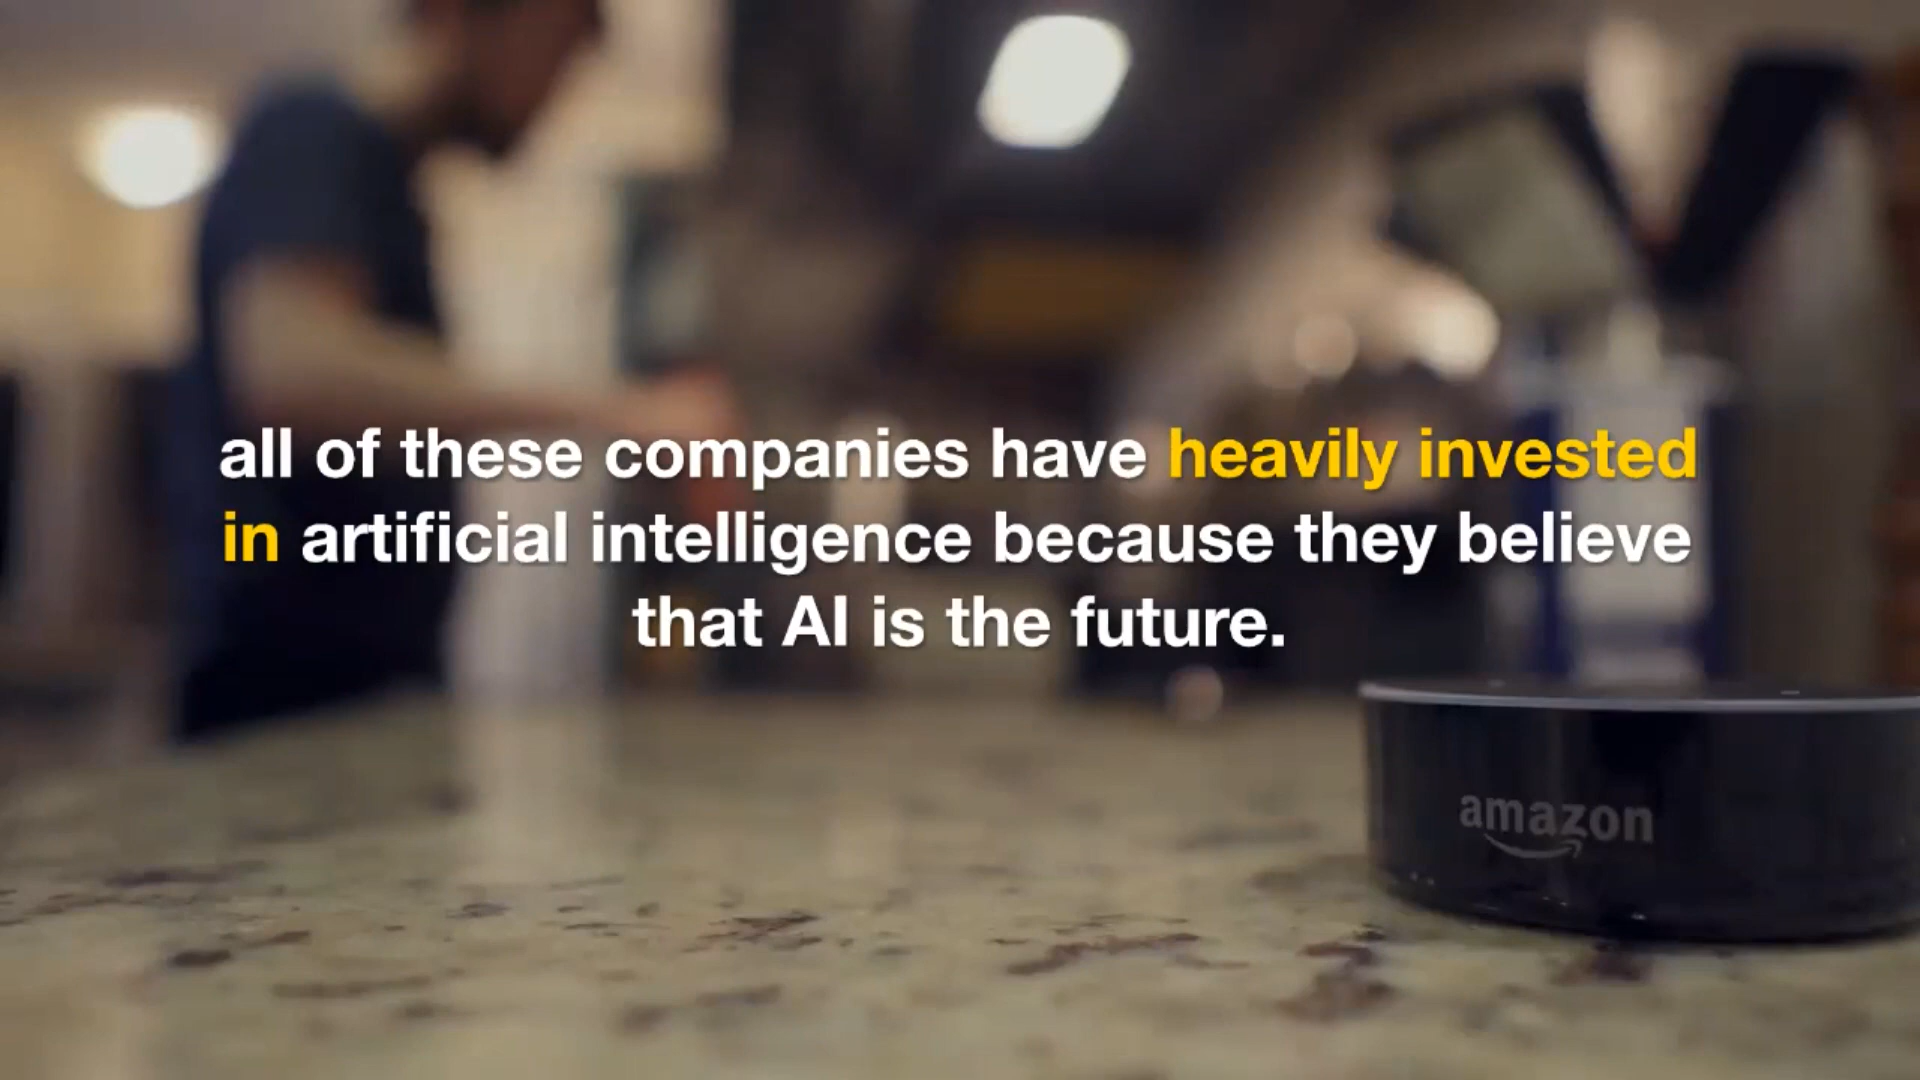 all of these companies have heavily invested
in artificial intelligence because they believe
that AI is the future.
amazon